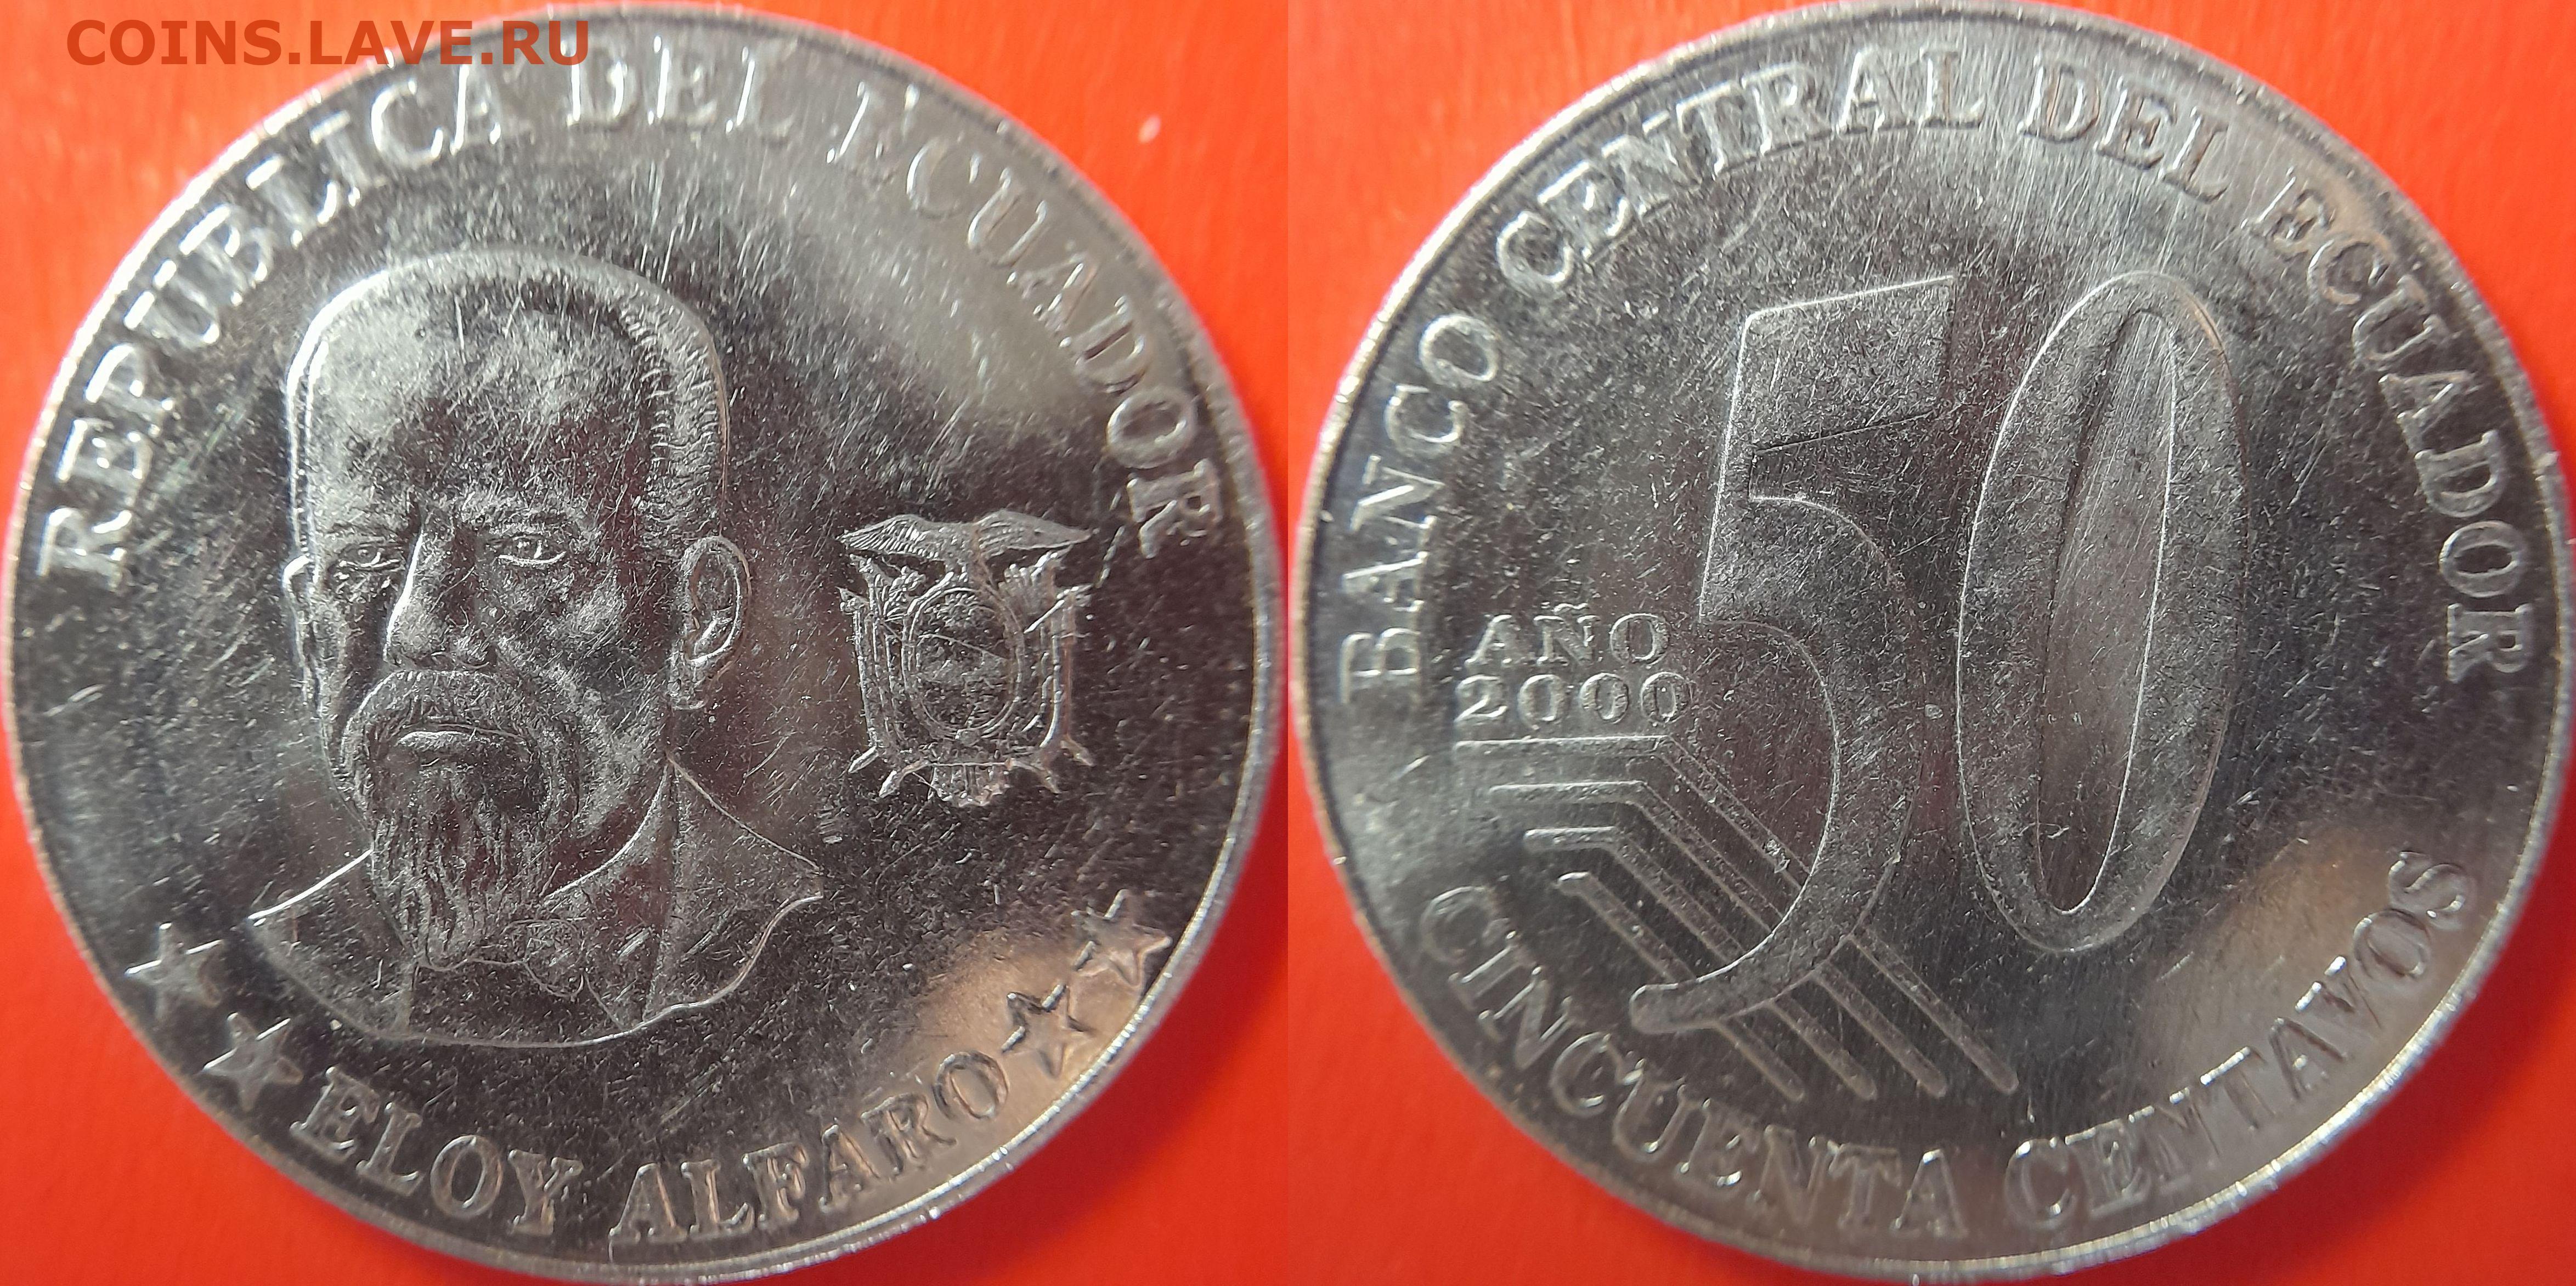 COINS.LAVE.RU
REPUBLICA DEL ECUADOR
ELOY ALFARO
BANCO CENTRAL DEL ECUADOR
50
AÑO
2000
CINCUENTA CENTAVOS